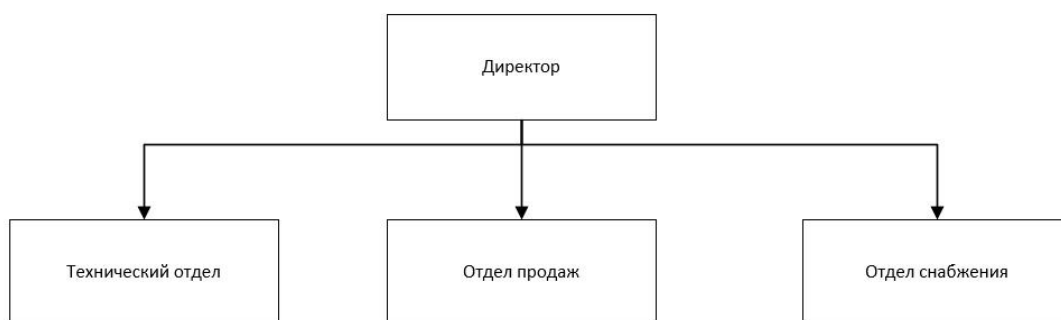 Директор
Технический отдел
Отдел продаж
Отдел снабжения